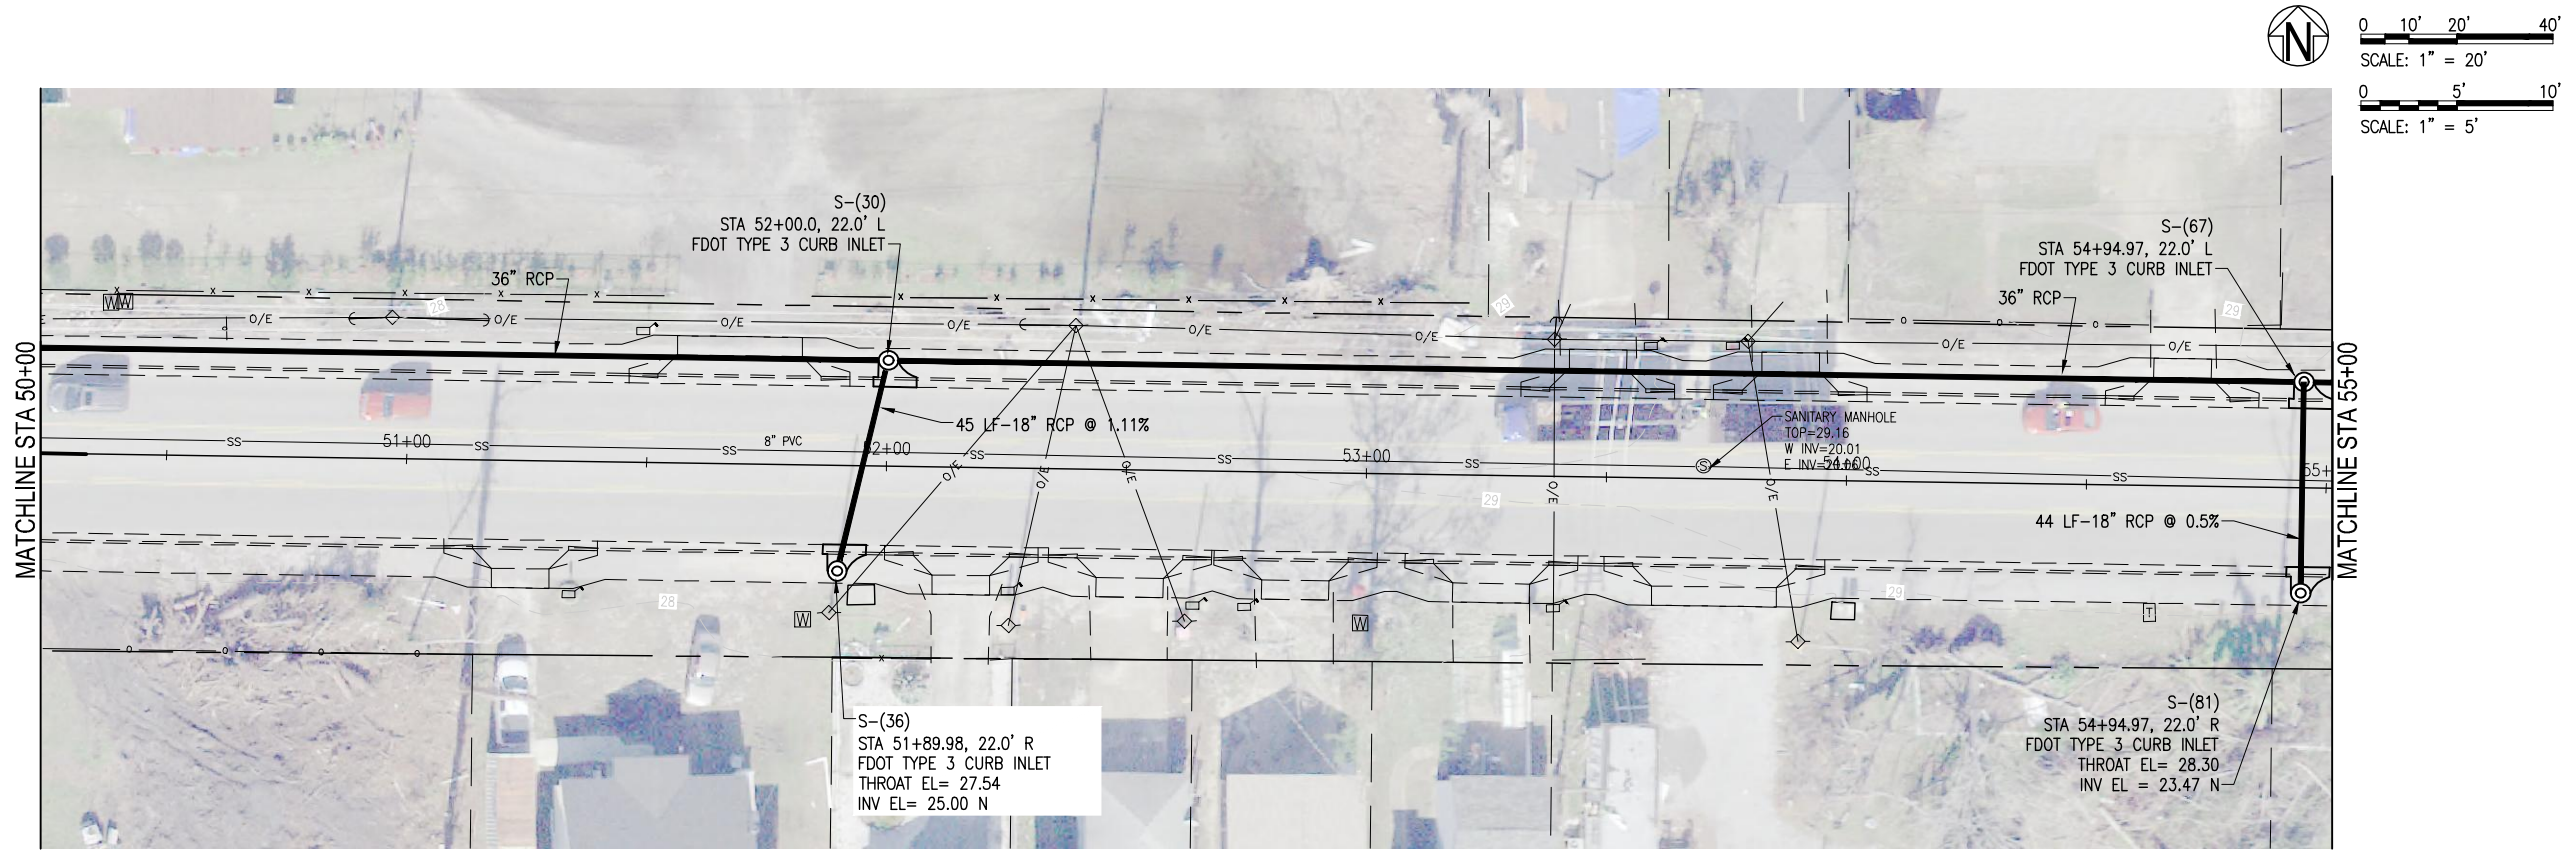 N
0 10' 20' 40'
SCALE: 1" = 20'
0 5' 10'
SCALE: 1" = 5'
S-(30)
STA 52+00.0, 22.0' L
FDOT TYPE 3 CURB INLET
S-(67)
STA 54+94.97, 22.0' L
FDOT TYPE 3 CURB INLET
36" RCP
36" RCP
W W
28
29
29
O/E O/E O/E O/E O/E O/E O/E O/E
MATCHLINE STA 50+00
MATCHLINE STA 55+00
45 LF-18" RCP @ 1.11%
SANITARY MANHOLE
TOP=29.16
W INV=20.01
E INV=20.06
S
8" PVC
51+00 52+00 53+00 54+00 55+
SS SS SS SS SS SS SS SS
O/E O/E O/E O/E O/E
29
44 LF-18" RCP @ 0.5%
28
29
W
W
T
S-(36)
STA 51+89.98, 22.0' R
FDOT TYPE 3 CURB INLET
THROAT EL= 27.54
INV EL= 25.00 N
S-(81)
STA 54+94.97, 22.0' R
FDOT TYPE 3 CURB INLET
THROAT EL= 28.30
INV EL = 23.47 N